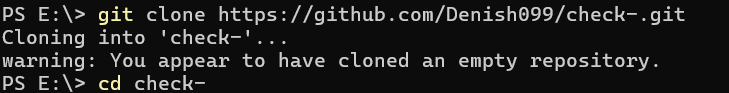 PS E:\> git clone https://github.com/Denish099/check-.git
Cloning into 'check-'...
warning: You appear to have cloned an empty repository.
PS E:\> cd check-